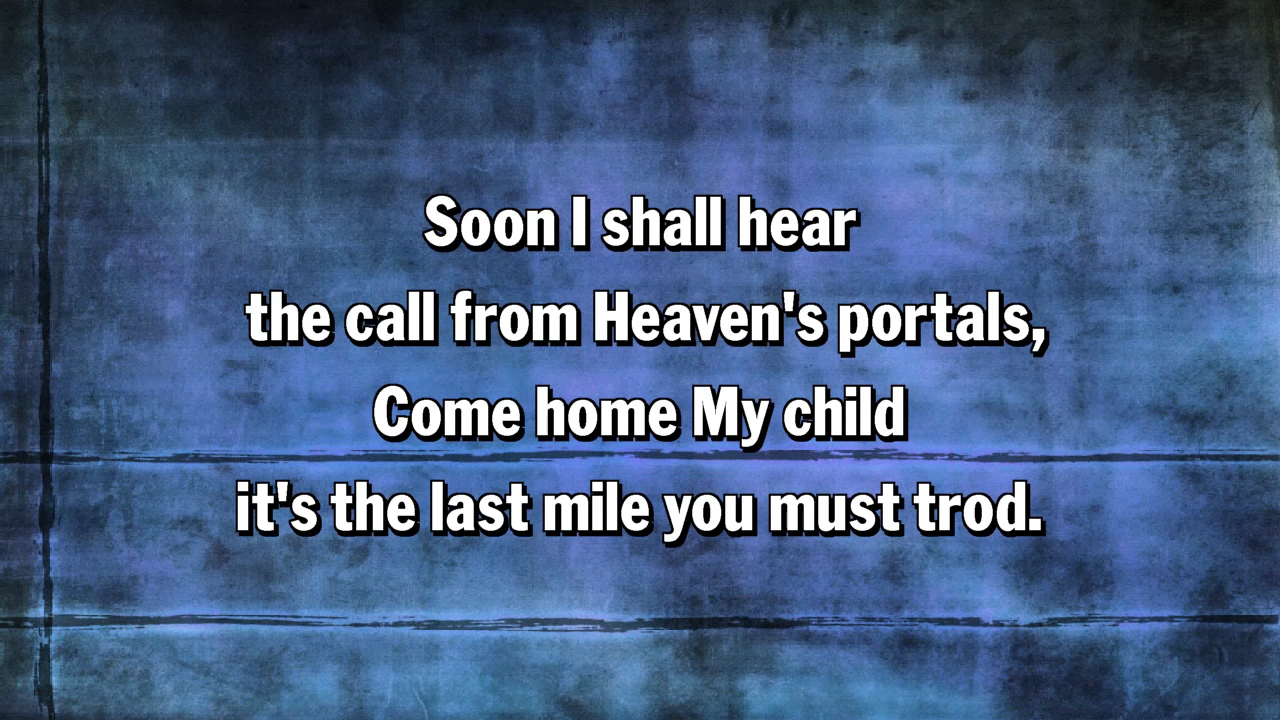 Soon I shall hear
the call from Heaven's portals,
Come home My child
it's the last mile you must trod.